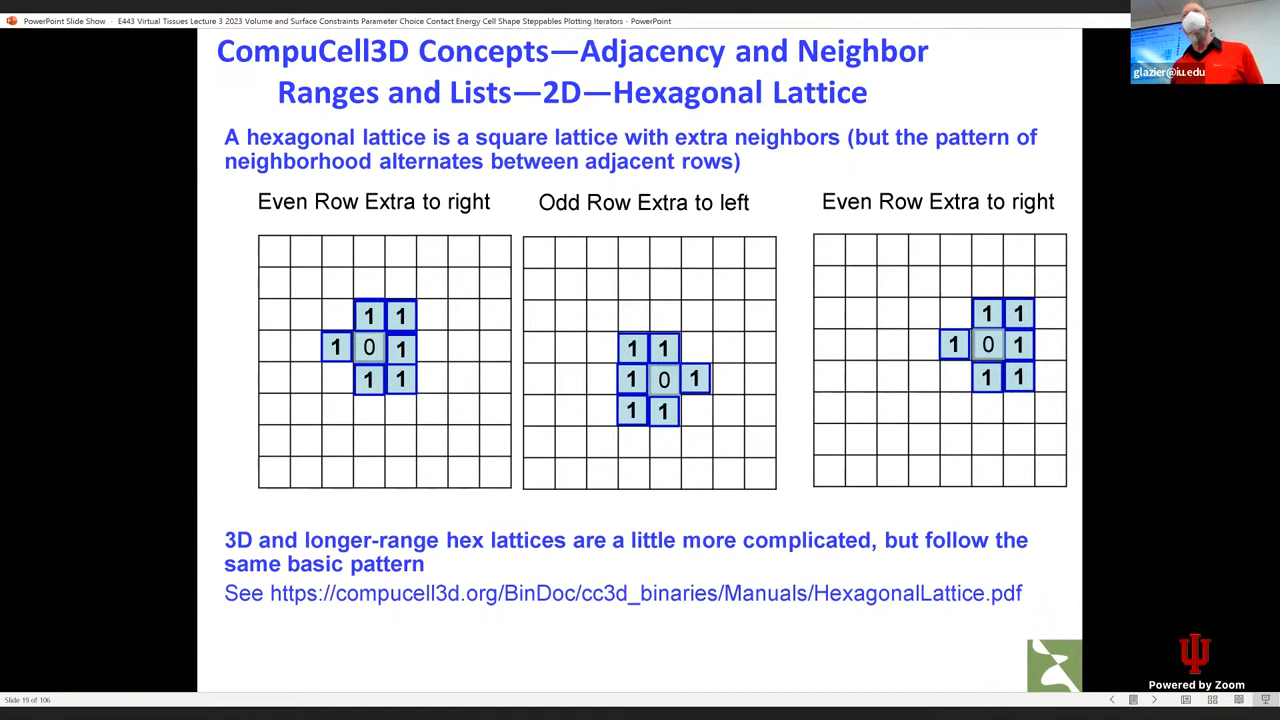 PowerPoint Slide Show - E443 Virtual Tissues Lecture 3 2023 Volume and Surface Constraints Parameter Choice Contact Energy Cell Shape Steppables Plotting Iterators - PowerPoint
glazier@iu.edu
CompuCell3D Concepts—Adjacency and Neighbor
Ranges and Lists—2D—Hexagonal Lattice
A hexagonal lattice is a square lattice with extra neighbors (but the pattern of
neighborhood alternates between adjacent rows)
Even Row Extra to right
1 1
1 0 1
1 1
Odd Row Extra to left
1 1
1 0 1
1 1
Even Row Extra to right
1 1
1 0 1
1 1
3D and longer-range hex lattices are a little more complicated, but follow the
same basic pattern
See https://compucell3d.org/BinDoc/cc3d_binaries/Manuals/HexagonalLattice.pdf
Powered by Zoom
Slide 19 of 106